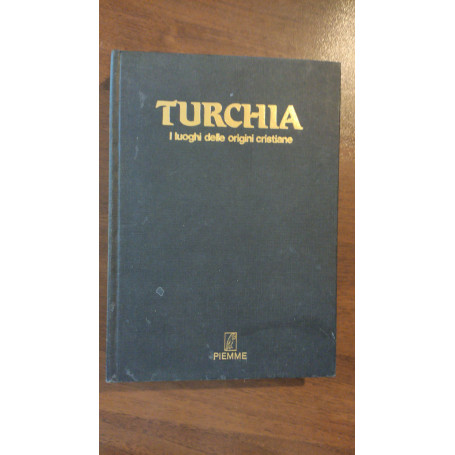 TURCHIA
I luoghi delle origini cristiane
PIEMME